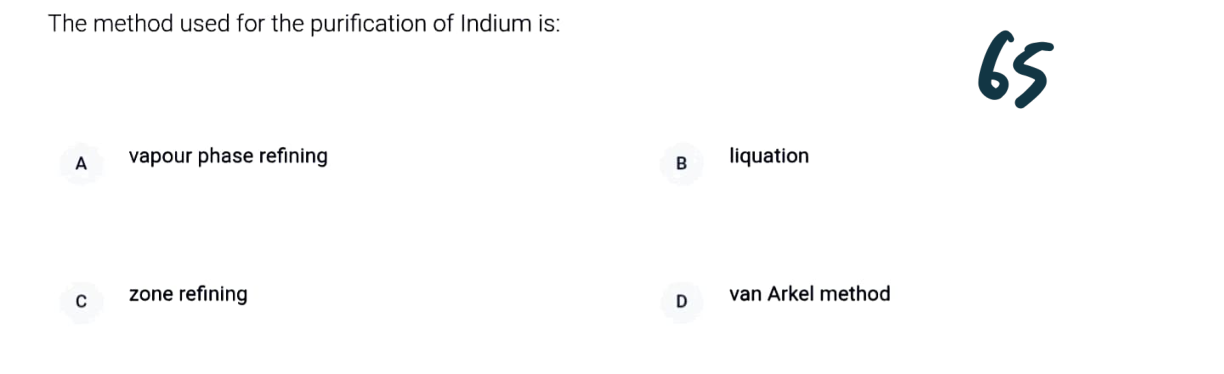 The method used for the purification of Indium is:
65
A vapour phase refining
B liquation
C zone refining
D van Arkel method